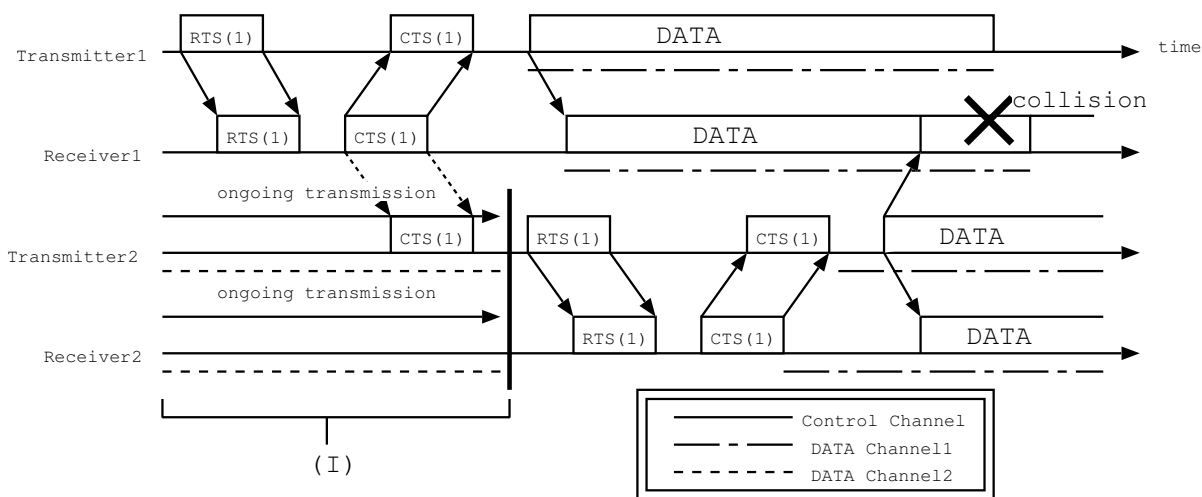 RTS(1)
CTS(1)
DATA
Transmitter1
time
collision
RTS(1)
CTS(1)
DATA
Receiver1
ongoing transmission
CTS(1)
RTS(1)
CTS(1)
DATA
Transmitter2
ongoing transmission
RTS(1)
CTS(1)
DATA
Receiver2
(I)
Control Channel
DATA Channel1
DATA Channel2